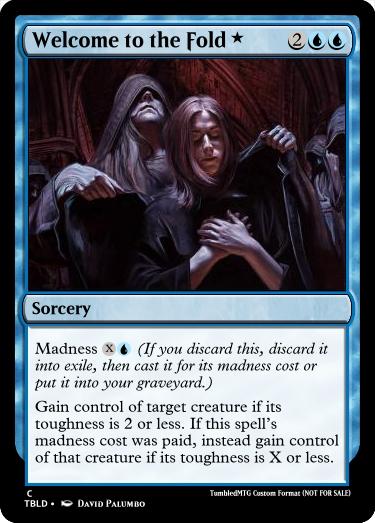 Welcome to the Fold ★ 2
Sorcery
Madness X (If you discard this, discard it
into exile, then cast it for its madness cost or
put it into your graveyard.)
Gain control of target creature if its
toughness is 2 or less. If this spell's
madness cost was paid, instead gain control
of that creature if its toughness is X or less.
C
TBLD • David Palumbo
TumbledMTG Custom Format (NOT FOR SALE)